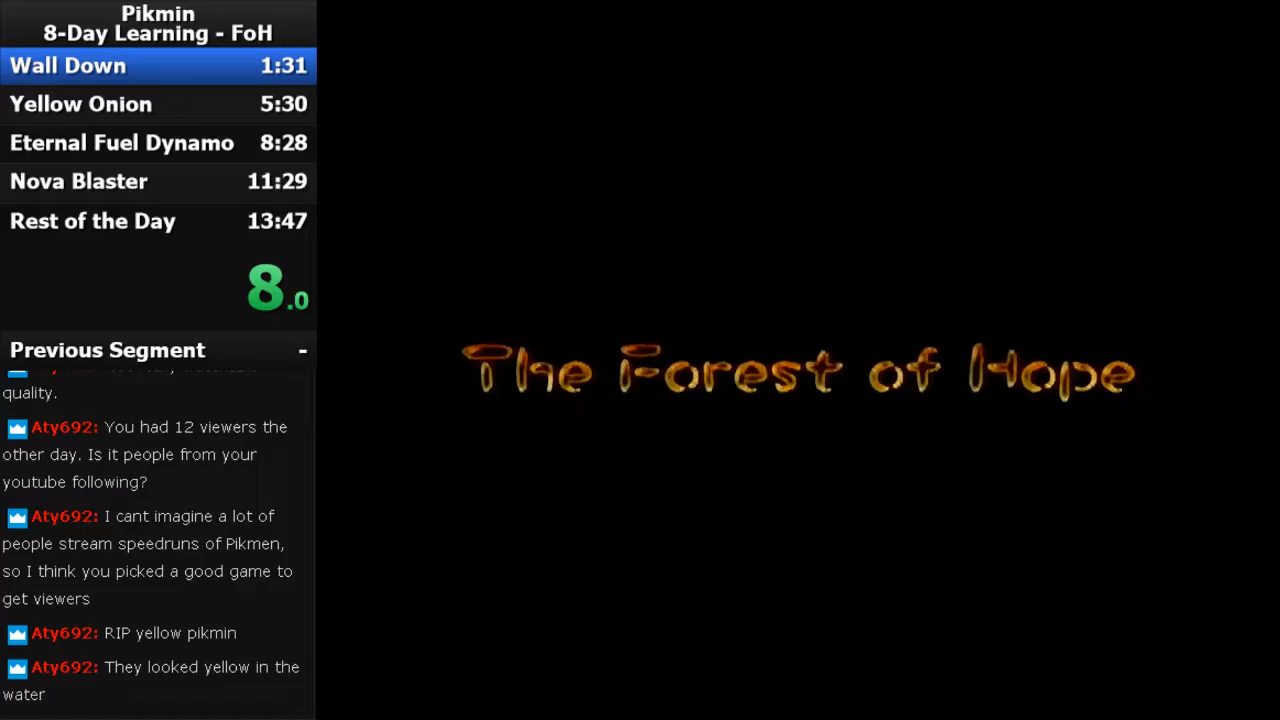 Pikmin
8-Day Learning - FoH
Wall Down 1:31
Yellow Onion 5:30
Eternal Fuel Dynamo 8:28
Nova Blaster 11:29
Rest of the Day 13:47
8.0
Previous Segment -
quality.
Aty692: You had 12 viewers the
other day. Is it people from your
youtube following?
Aty692: I cant imagine a lot of
people stream speedruns of Pikmen,
so I think you picked a good game to
get viewers
Aty692: RIP yellow pikmin
Aty692: They looked yellow in the
water
The Forest of Hope